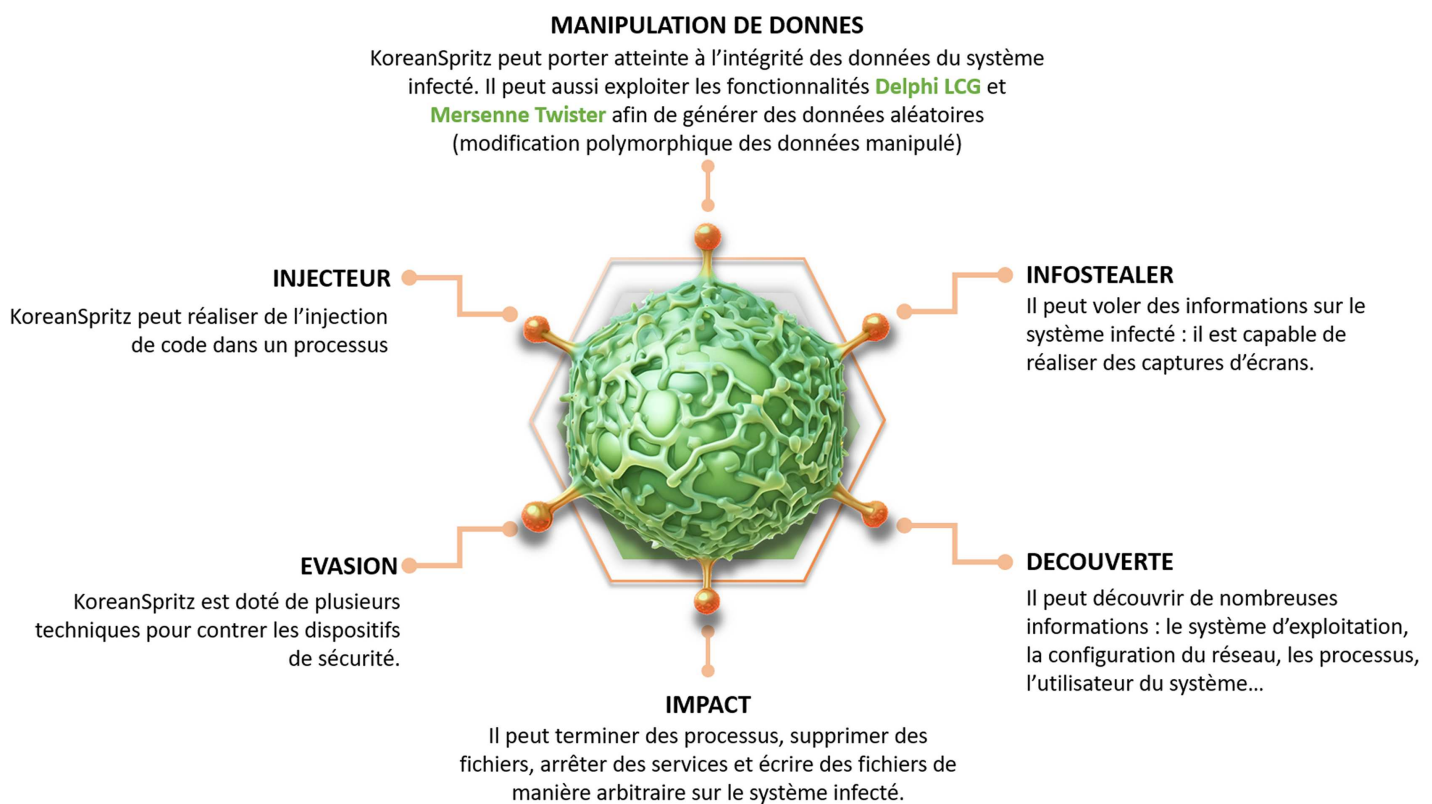 MANIPULATION DE DONNES
KoreanSpritz peut porter atteinte à l’intégrité des données du système
infecté. Il peut aussi exploiter les fonctionnalités Delphi LCG et
Mersenne Twister afin de générer des données aléatoires
(modification polymorphique des données manipulé)
INJECTEUR
KoreanSpritz peut réaliser de l’injection
de code dans un processus
INFOSTEALER
Il peut voler des informations sur le
système infecté : il est capable de
réaliser des captures d’écrans.
EVASION
KoreanSpritz est doté de plusieurs
techniques pour contrer les dispositifs
de sécurité.
DECOUVERTE
Il peut découvrir de nombreuses
informations : le système d’exploitation,
la configuration du réseau, les processus,
l’utilisateur du système…
IMPACT
Il peut terminer des processus, supprimer des
fichiers, arrêter des services et écrire des fichiers de
manière arbitraire sur le système infecté.